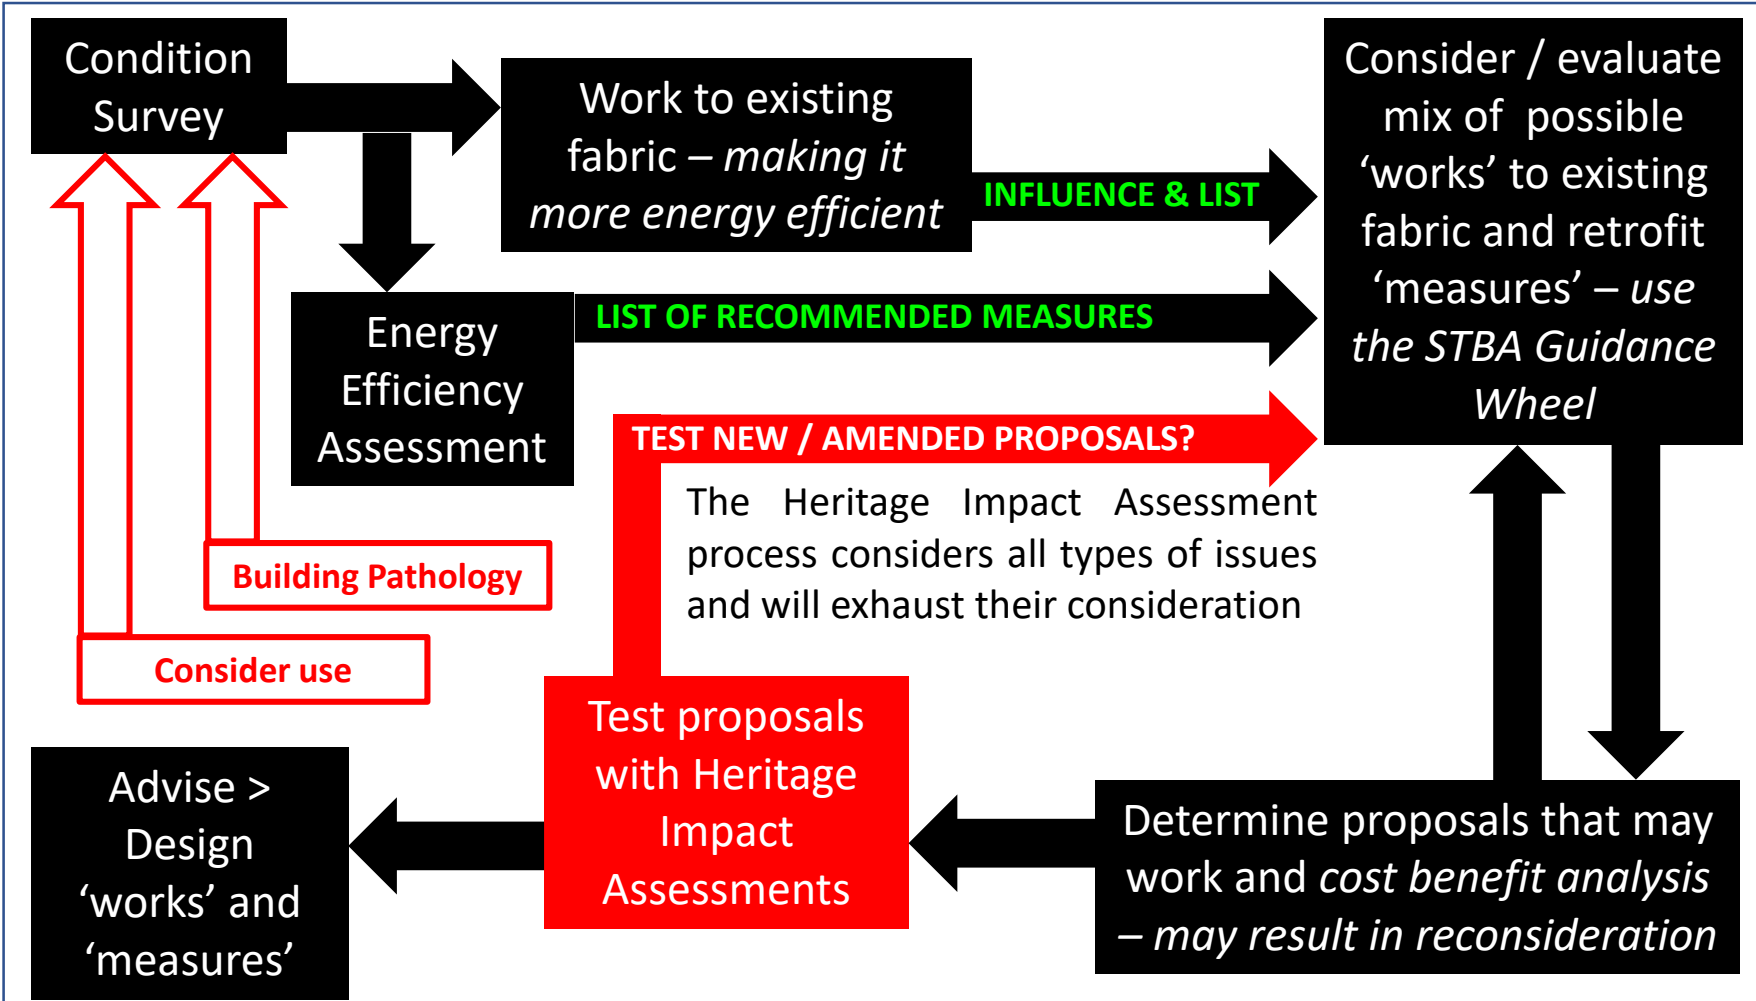 Condition
Survey
Work to existing
fabric – making it
more energy efficient
INFLUENCE & LIST
Consider / evaluate
mix of possible
‘works’ to existing
fabric and retrofit
‘measures’ – use
the STBA Guidance
Wheel
Energy
Efficiency
Assessment
LIST OF RECOMMENDED MEASURES
TEST NEW / AMENDED PROPOSALS?
The Heritage Impact Assessment
process considers all types of issues
and will exhaust their consideration
Building Pathology
Consider use
Test proposals
with Heritage
Impact
Assessments
Advise >
Design
‘works’ and
‘measures’
Determine proposals that may
work and cost benefit analysis
– may result in reconsideration